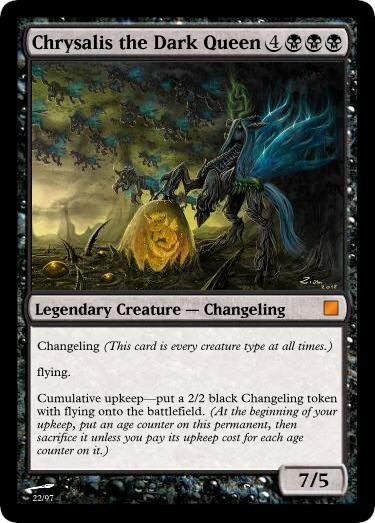 Chrysalis the Dark Queen 4
2018
Legendary Creature — Changeling
Changeling (This card is every creature type at all times.)
flying.
Cumulative upkeep—put a 2/2 black Changeling token
with flying onto the battlefield. (At the beginning of your
upkeep, put an age counter on this permanent, then
sacrifice it unless you pay its upkeep cost for each age
counter on it.)
7/5
22/97